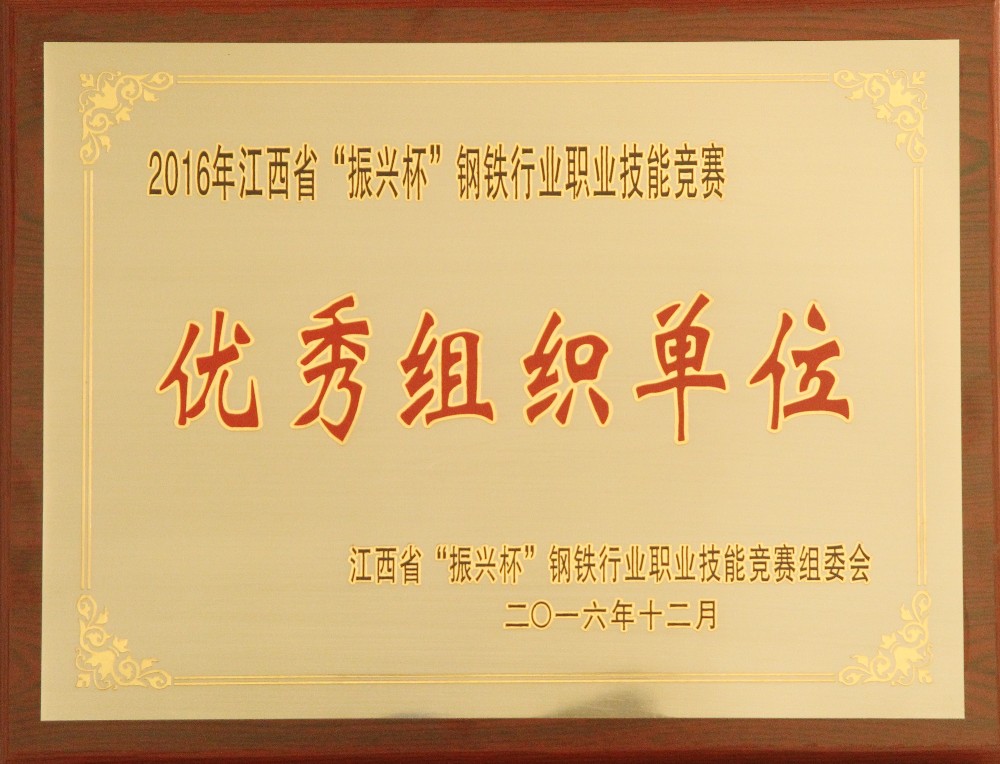 2016年江西省“振兴杯”钢铁行业职业技能竞赛
优秀组织单位
江西省“振兴杯”钢铁行业职业技能竞赛组委会
二〇一六年十二月